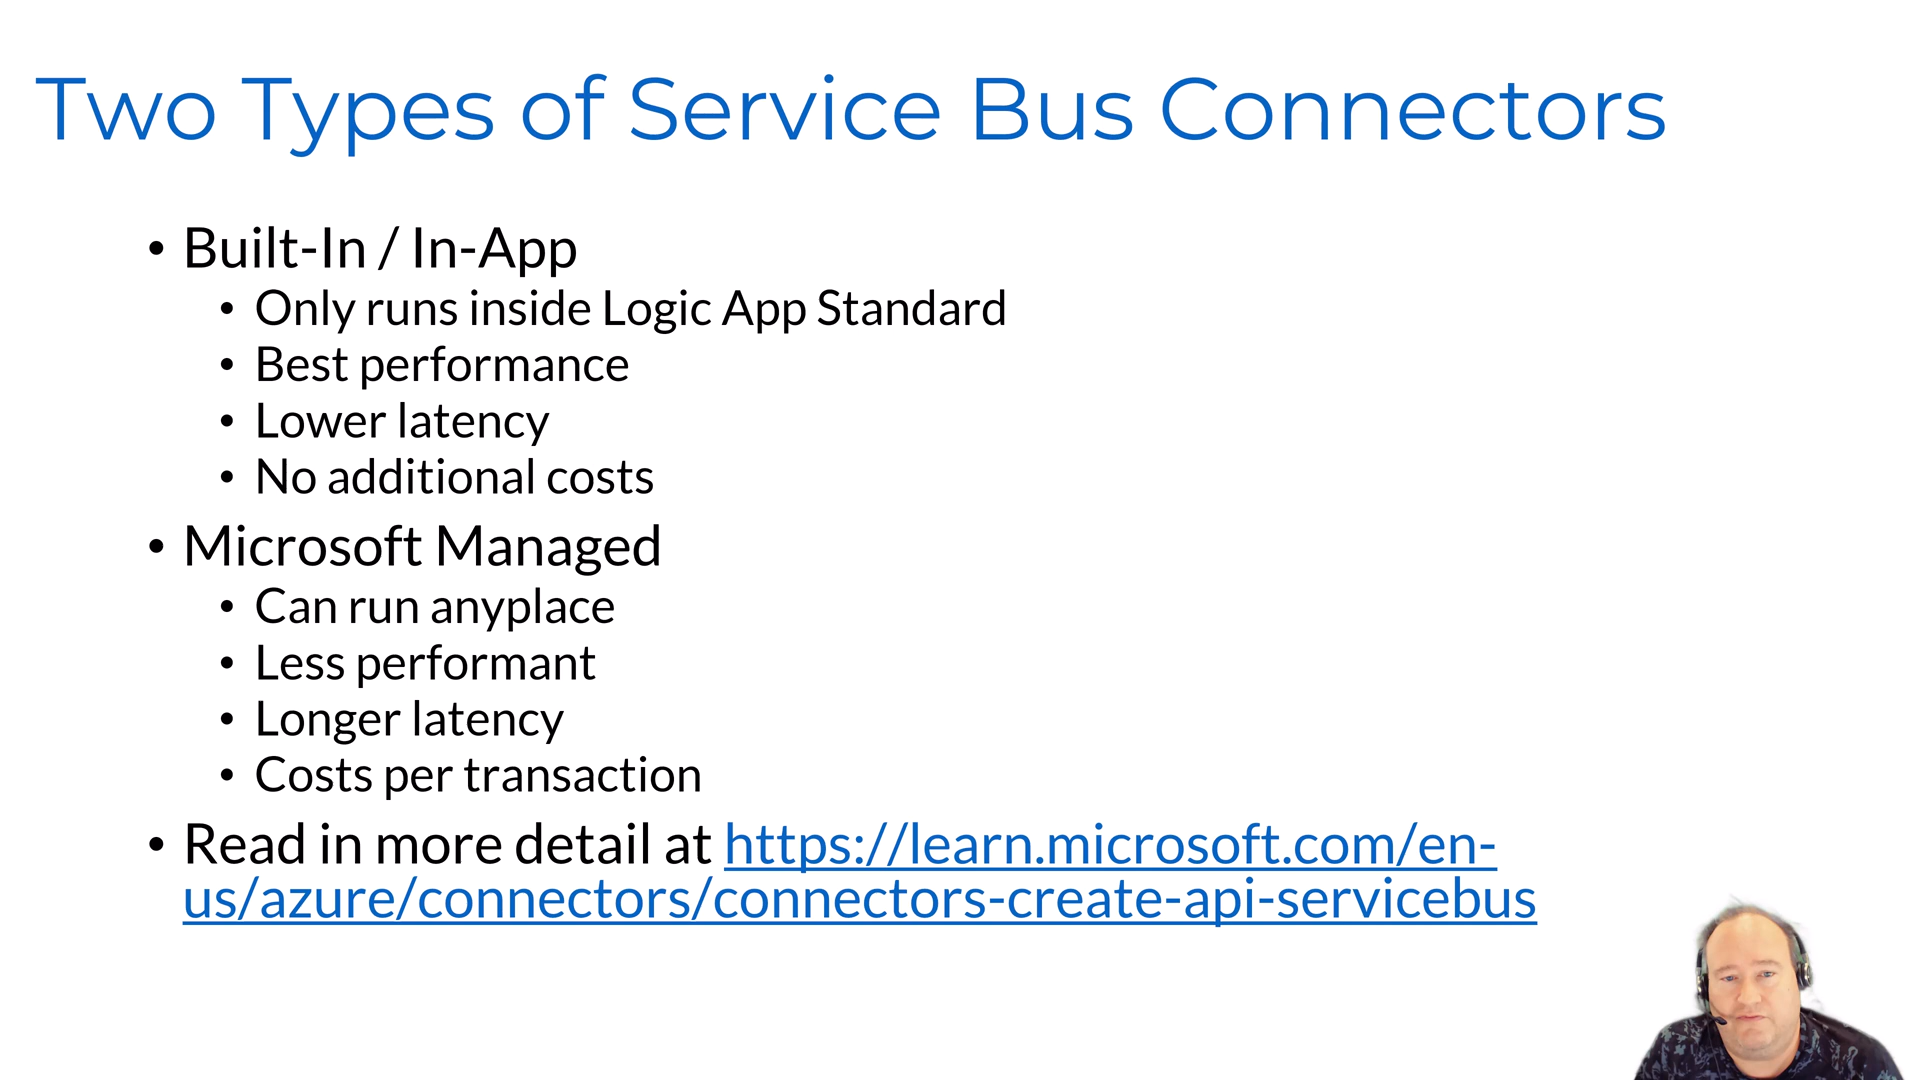 Two Types of Service Bus Connectors
• Built-In / In-App
• Only runs inside Logic App Standard
• Best performance
• Lower latency
• No additional costs
• Microsoft Managed
• Can run anyplace
• Less performant
• Longer latency
• Costs per transaction
• Read in more detail at https://learn.microsoft.com/en-
us/azure/connectors/connectors-create-api-servicebus